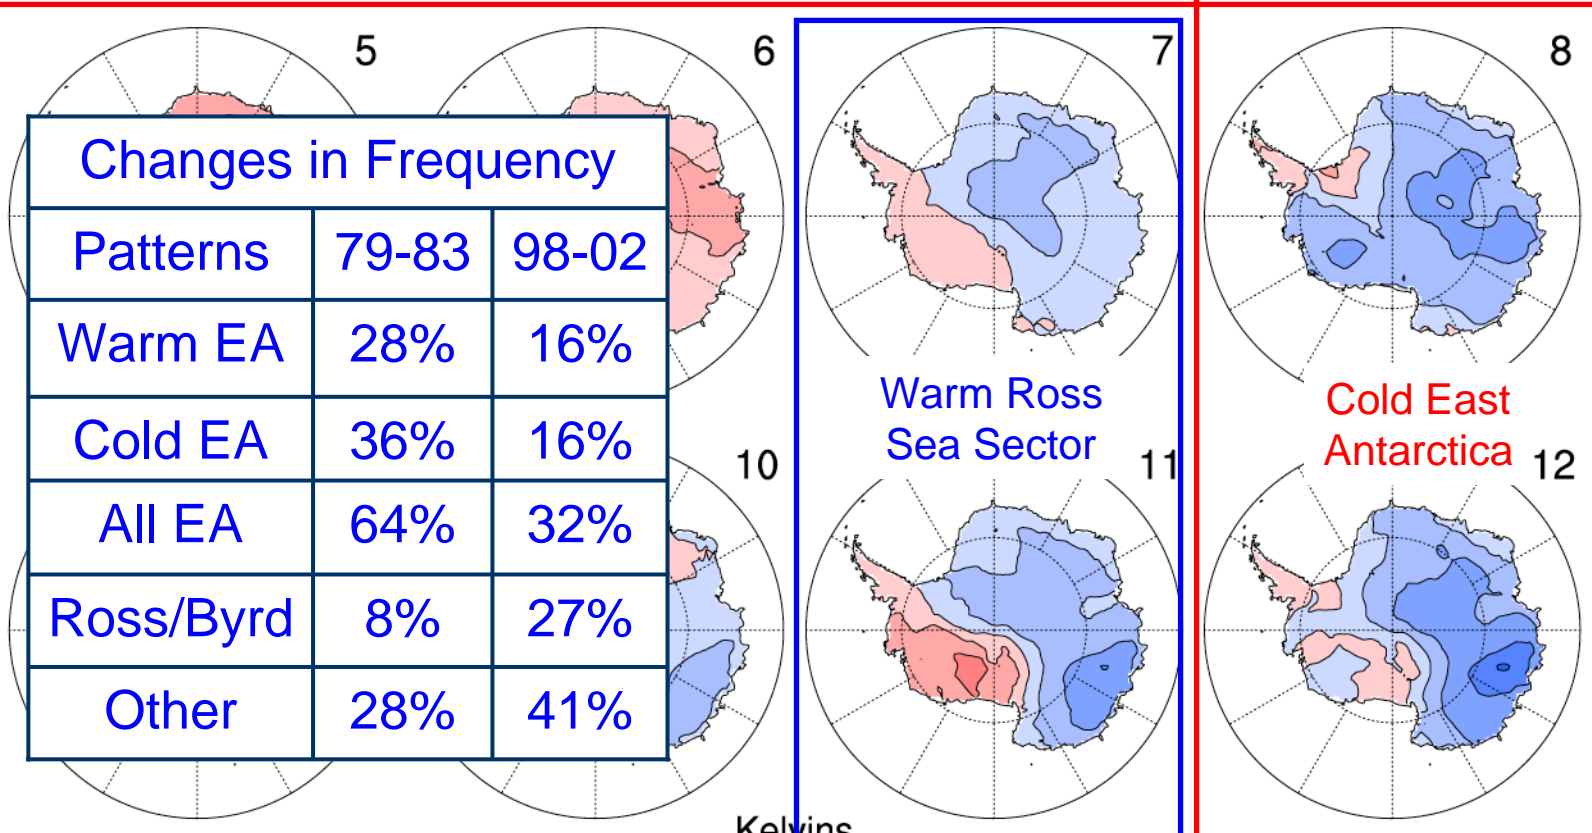 5
6
7
8
Changes in Frequency
Patterns 79-83 98-02
Warm EA 28% 16%
Cold EA 36% 16%
All EA 64% 32%
Ross/Byrd 8% 27%
Other 28% 41%
Warm Ross
Sea Sector
Cold East
Antarctica
10
11
12
Kelvins